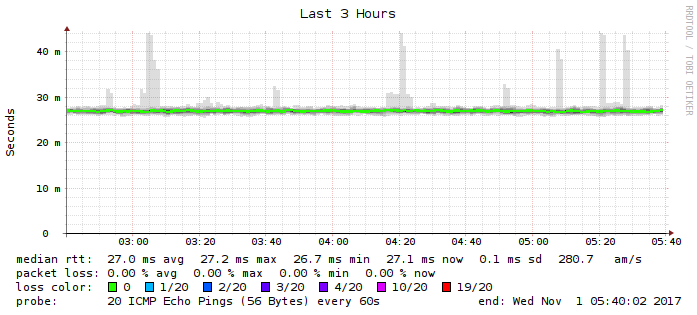 Last 3 Hours
RRDTOOL / TOBI OETIKER
Seconds
40 m
30 m
20 m
10 m
0
03:00 03:20 03:40 04:00 04:20 04:40 05:00 05:20 05:40
median rtt: 27.0 ms avg 27.2 ms max 26.7 ms min 27.1 ms now 0.1 ms sd 280.7 am/s
packet loss: 0.00 % avg 0.00 % max 0.00 % min 0.00 % now
loss color: 0 1/20 2/20 3/20 4/20 10/20 19/20
probe: 20 ICMP Echo Pings (56 Bytes) every 60s end: Wed Nov 1 05:40:02 2017